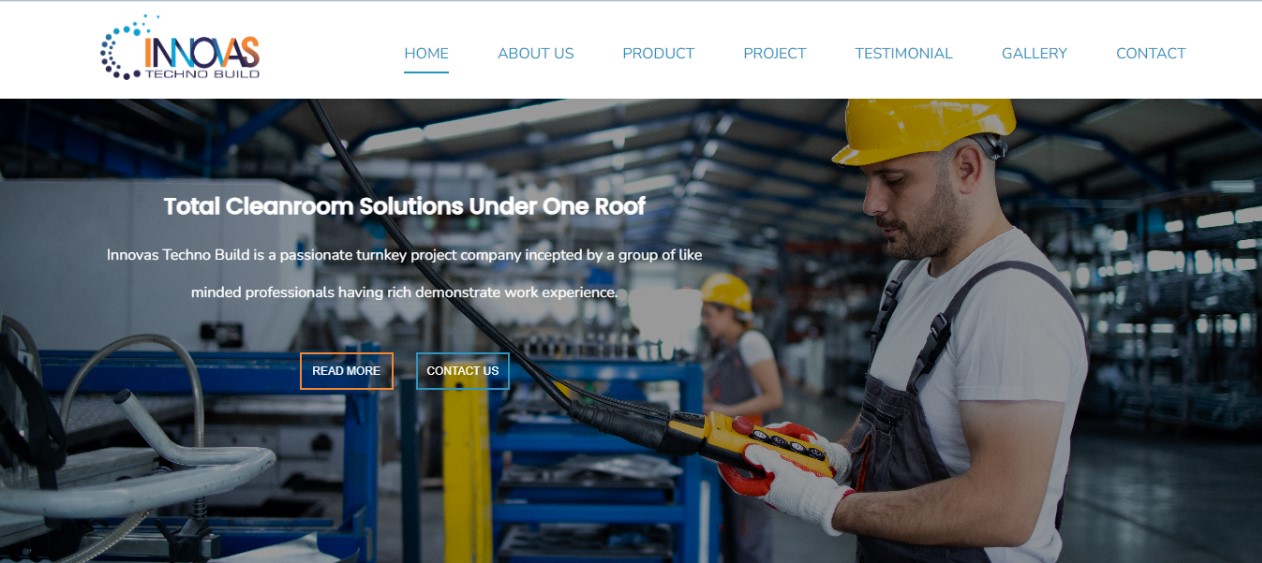 INNOVAS
TECHNO BUILD
HOME ABOUT US PRODUCT PROJECT TESTIMONIAL GALLERY CONTACT
Total Cleanroom Solutions Under One Roof
Innovas Techno Build is a passionate turnkey project company incepted by a group of like
minded professionals having rich demonstrate work experience.
READ MORE CONTACT US